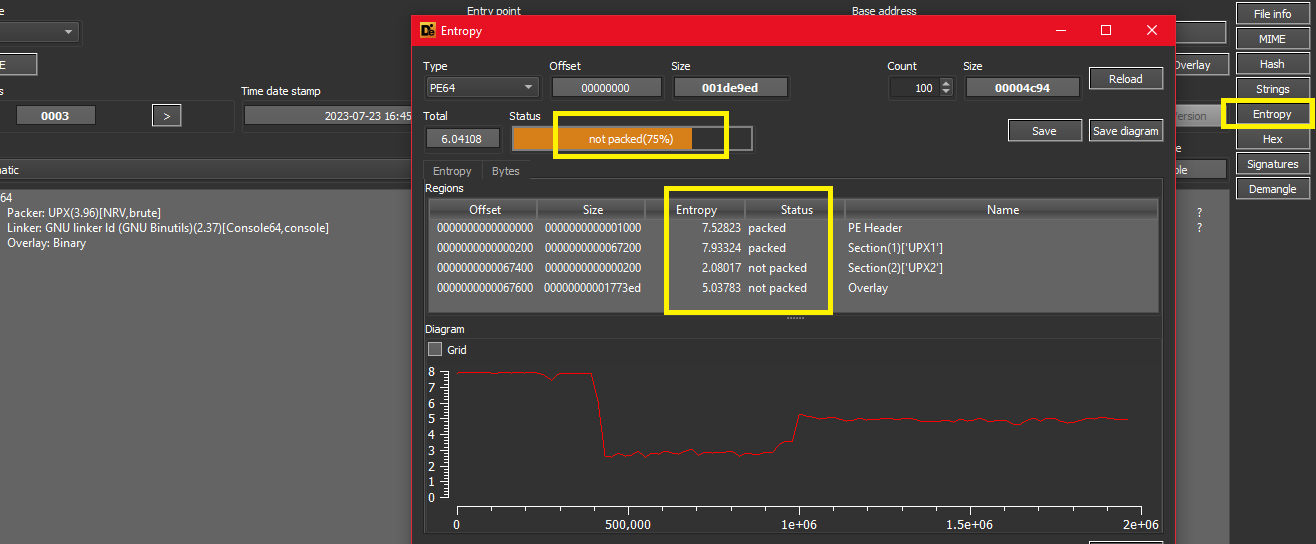 Entry point
Base address
File info
MIME
Hash
Strings
Entropy
Hex
Signatures
Demangle
Overlay
0003
>
Time date stamp
2023-07-23 16:45
Packer: UPX(3.96)[NRV,brute]
Linker: GNU linker ld (GNU Binutils)(2.37)[Console64,console]
Overlay: Binary
?
?
Entropy
Type
Offset
Size
Count
Size
PE64
00000000
001de9ed
100
00004c94
Reload
Total
Status
6.04108
not packed(75%)
Save
Save diagram
Entropy
Bytes
Regions
Offset Size Entropy Status Name
0000000000000000 0000000000001000 7.52823 packed PE Header
0000000000000200 0000000000067200 7.93324 packed Section(1)['UPX1']
0000000000067400 0000000000000200 2.08017 not packed Section(2)['UPX2']
0000000000067600 00000000001773ed 5.03783 not packed Overlay
Diagram
Grid
8
7
6
5
4
3
2
1
0
0 500,000 1e+06 1.5e+06 2e+06